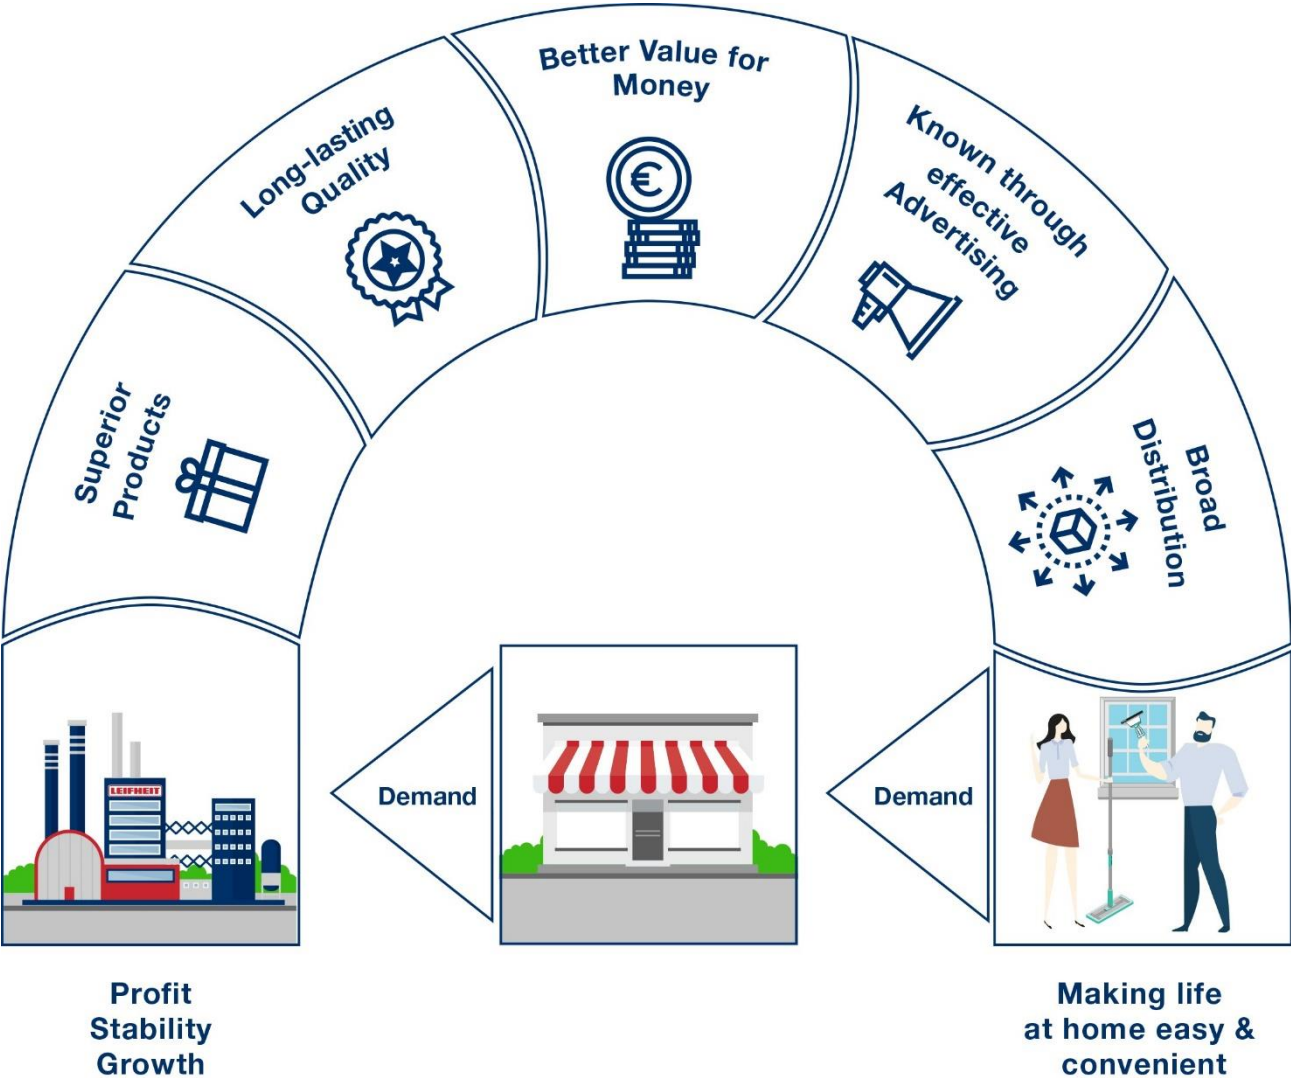 Better Value for
Money
Long-lasting
Quality
Known through
effective
Advertising
Superior
Products
Broad
Distribution
LEIFHEIT
Demand
Demand
Profit
Stability
Growth
Making life
at home easy &
convenient